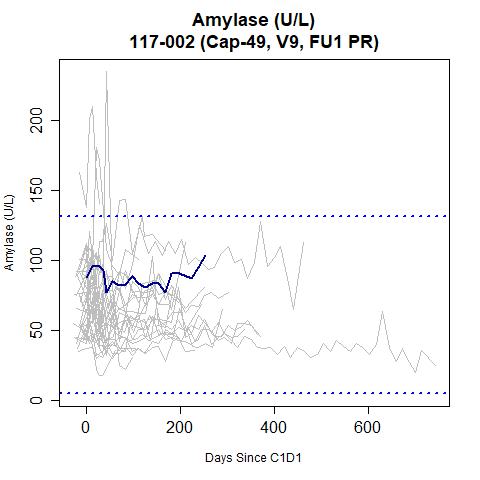 Amylase (U/L)
117-002 (Cap-49, V9, FU1 PR)
Amylase (U/L)
200
150
100
50
0
0 200 400 600
Days Since C1D1